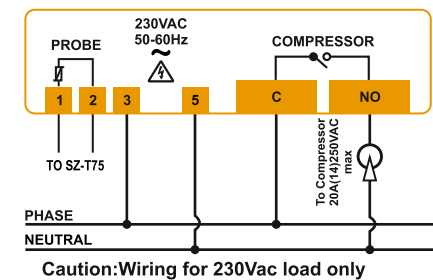 230VAC
50-60Hz
~
PROBE
COMPRESSOR
1
2
3
5
C
NO
TO SZ-T75
To Compressor
20A(14)250VAC
max
PHASE
NEUTRAL
Caution:Wiring for 230Vac load only